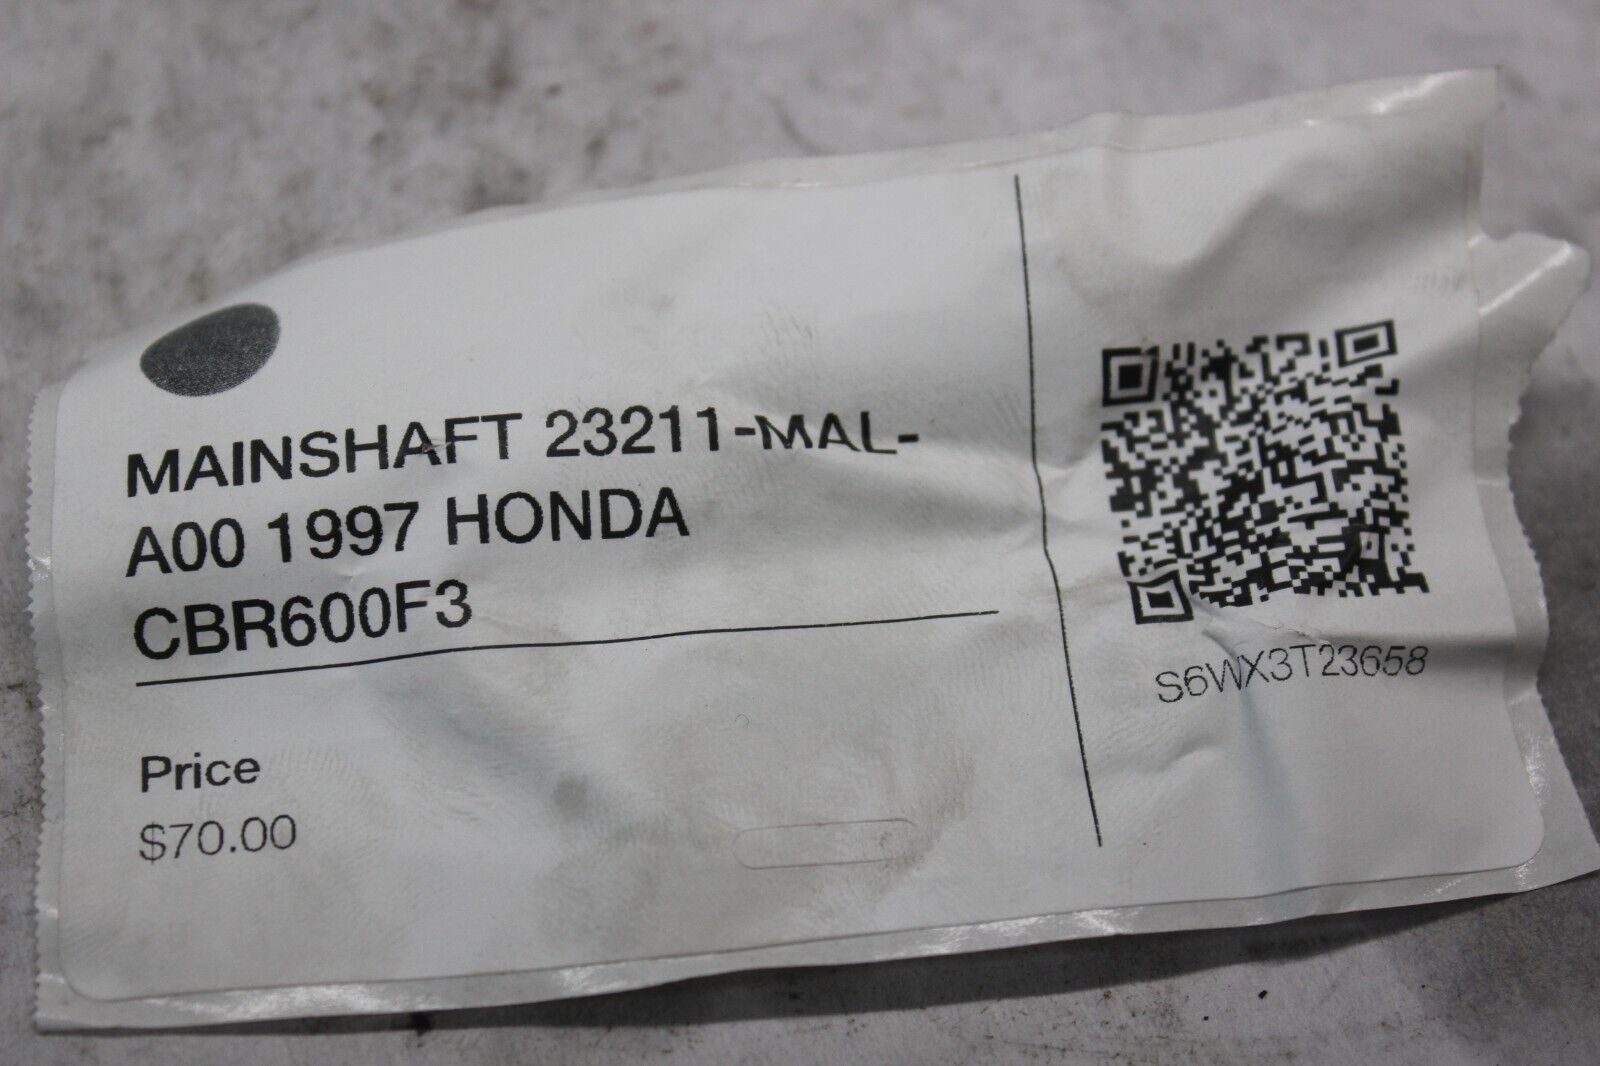 MAINSHAFT 23211-MAL-
A00 1997 HONDA
CBR600F3
Price
$70.00
S6WX3T23658